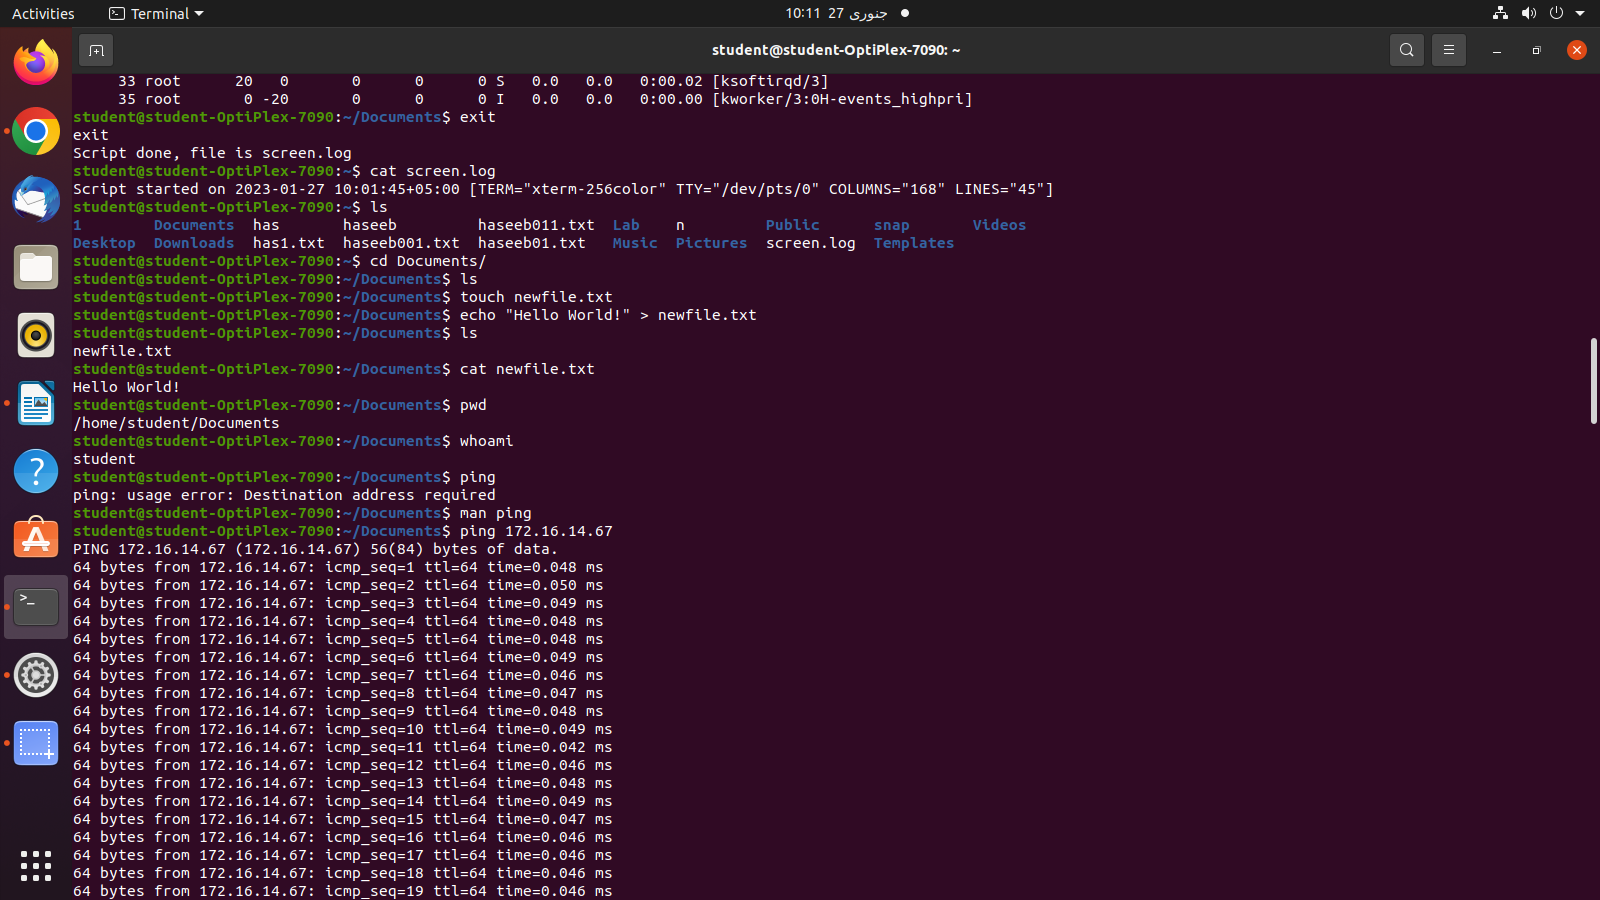 Activities
Terminal
10:11 27 جنوری
student@student-OptiPlex-7090: ~
33 root 20 0 0 0 0 S 0.0 0.0 0:00.02 [ksoftirqd/3]
35 root 0 -20 0 0 0 I 0.0 0.0 0:00.00 [kworker/3:0H-events_highpri]
student@student-OptiPlex-7090:~/Documents$ exit
exit
Script done, file is screen.log
student@student-OptiPlex-7090:~$ cat screen.log
Script started on 2023-01-27 10:01:45+05:00 [TERM="xterm-256color" TTY="/dev/pts/0" COLUMNS="168" LINES="45"]
student@student-OptiPlex-7090:~$ ls
1 Documents has haseeb haseeb011.txt Lab n Public snap Videos
Desktop Downloads has1.txt haseeb001.txt haseeb01.txt Music Pictures screen.log Templates
student@student-OptiPlex-7090:~$ cd Documents/
student@student-OptiPlex-7090:~/Documents$ ls
student@student-OptiPlex-7090:~/Documents$ touch newfile.txt
student@student-OptiPlex-7090:~/Documents$ echo "Hello World!" > newfile.txt
student@student-OptiPlex-7090:~/Documents$ ls
newfile.txt
student@student-OptiPlex-7090:~/Documents$ cat newfile.txt
Hello World!
student@student-OptiPlex-7090:~/Documents$ pwd
/home/student/Documents
student@student-OptiPlex-7090:~/Documents$ whoami
student
student@student-OptiPlex-7090:~/Documents$ ping
ping: usage error: Destination address required
student@student-OptiPlex-7090:~/Documents$ man ping
student@student-OptiPlex-7090:~/Documents$ ping 172.16.14.67
PING 172.16.14.67 (172.16.14.67) 56(84) bytes of data.
64 bytes from 172.16.14.67: icmp_seq=1 ttl=64 time=0.048 ms
64 bytes from 172.16.14.67: icmp_seq=2 ttl=64 time=0.050 ms
64 bytes from 172.16.14.67: icmp_seq=3 ttl=64 time=0.049 ms
64 bytes from 172.16.14.67: icmp_seq=4 ttl=64 time=0.048 ms
64 bytes from 172.16.14.67: icmp_seq=5 ttl=64 time=0.048 ms
64 bytes from 172.16.14.67: icmp_seq=6 ttl=64 time=0.049 ms
64 bytes from 172.16.14.67: icmp_seq=7 ttl=64 time=0.046 ms
64 bytes from 172.16.14.67: icmp_seq=8 ttl=64 time=0.047 ms
64 bytes from 172.16.14.67: icmp_seq=9 ttl=64 time=0.048 ms
64 bytes from 172.16.14.67: icmp_seq=10 ttl=64 time=0.049 ms
64 bytes from 172.16.14.67: icmp_seq=11 ttl=64 time=0.042 ms
64 bytes from 172.16.14.67: icmp_seq=12 ttl=64 time=0.046 ms
64 bytes from 172.16.14.67: icmp_seq=13 ttl=64 time=0.048 ms
64 bytes from 172.16.14.67: icmp_seq=14 ttl=64 time=0.049 ms
64 bytes from 172.16.14.67: icmp_seq=15 ttl=64 time=0.047 ms
64 bytes from 172.16.14.67: icmp_seq=16 ttl=64 time=0.046 ms
64 bytes from 172.16.14.67: icmp_seq=17 ttl=64 time=0.046 ms
64 bytes from 172.16.14.67: icmp_seq=18 ttl=64 time=0.046 ms
64 bytes from 172.16.14.67: icmp_seq=19 ttl=64 time=0.046 ms